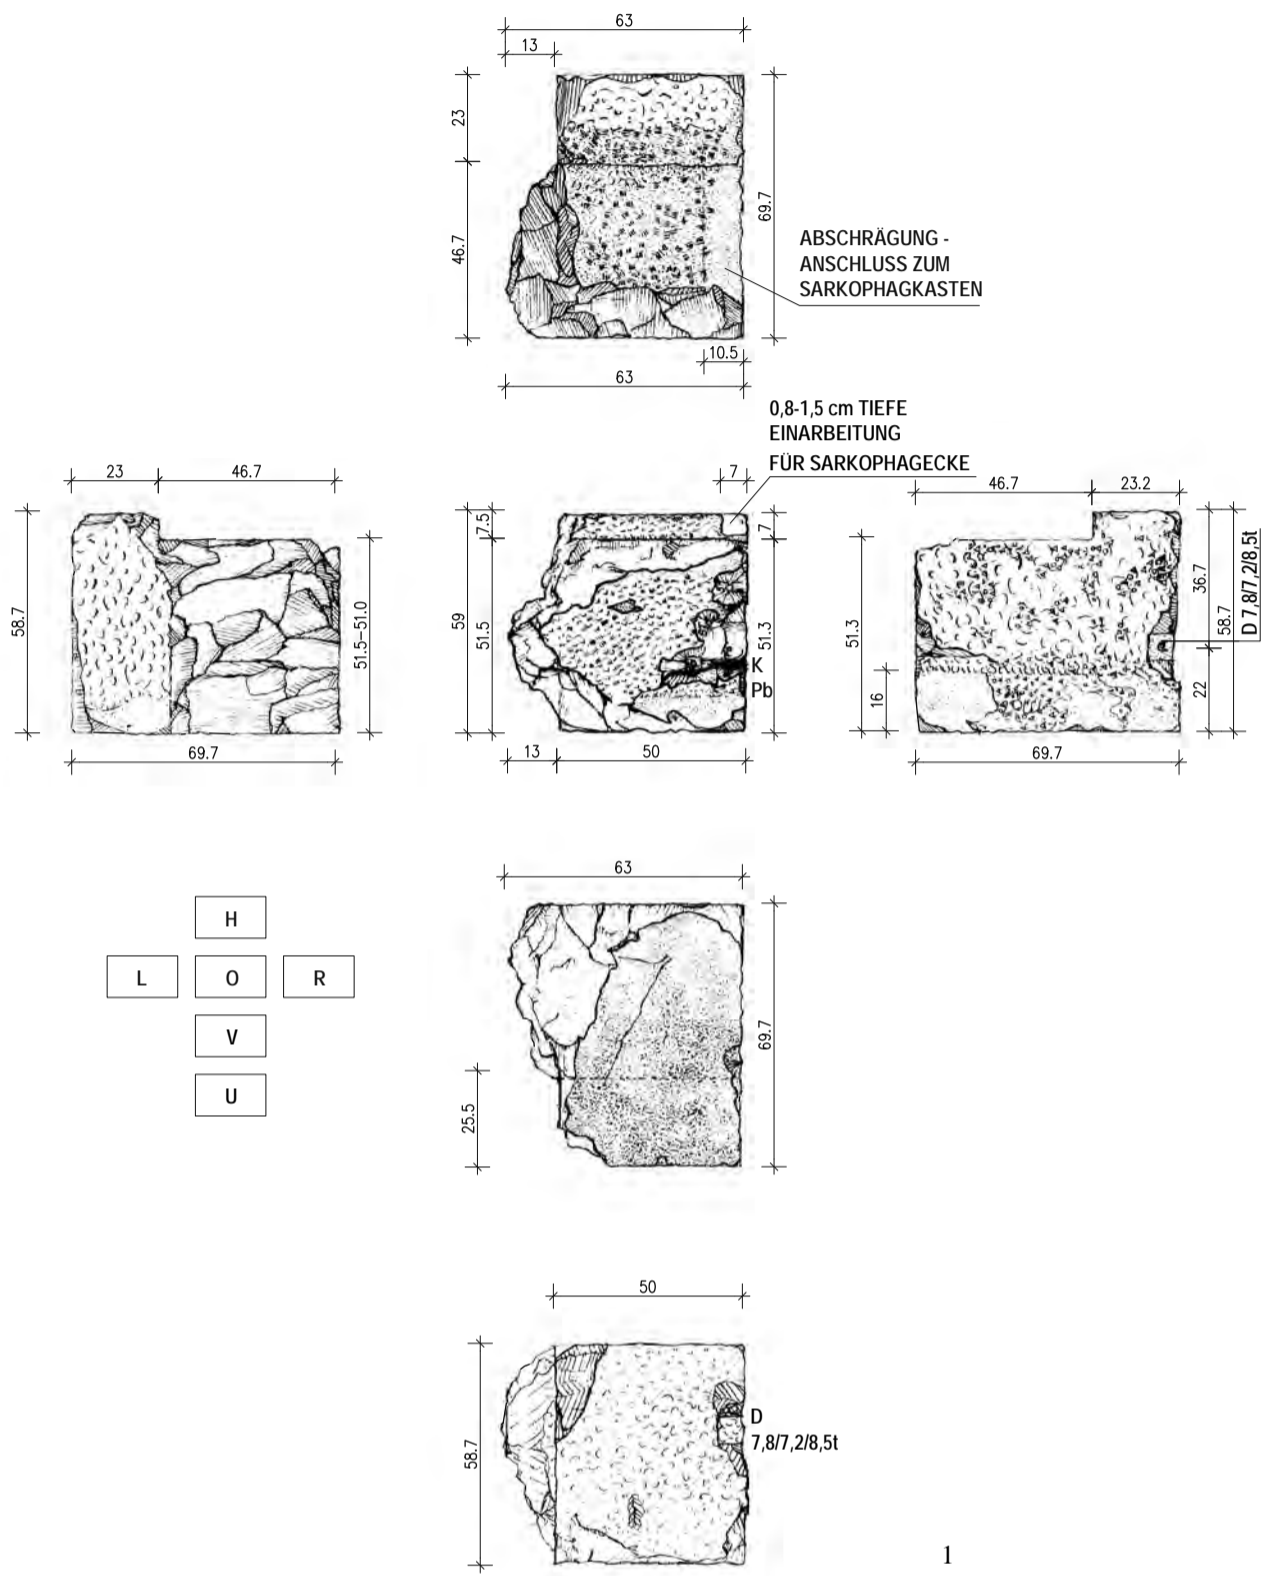 63
13
23
46.7
69.7
ABSCHRÄGUNG -
ANSCHLUSS ZUM
SARKOPHAGKASTEN
10.5
63
0,8-1,5 cm TIEFE
EINARBEITUNG
FÜR SARKOPHAGECKE
23
46.7
58.7
51.5–51.0
69.7
7
7.5
7
59
51.5
51.3
K
Pb
13
50
46.7
23.2
51.3
16
36.7
22
58.7
D 7,8/7,2/8,5t
69.7
63
69.7
25.5
H
L
O
R
V
U
50
58.7
D
7,8/7,2/8,5t
1